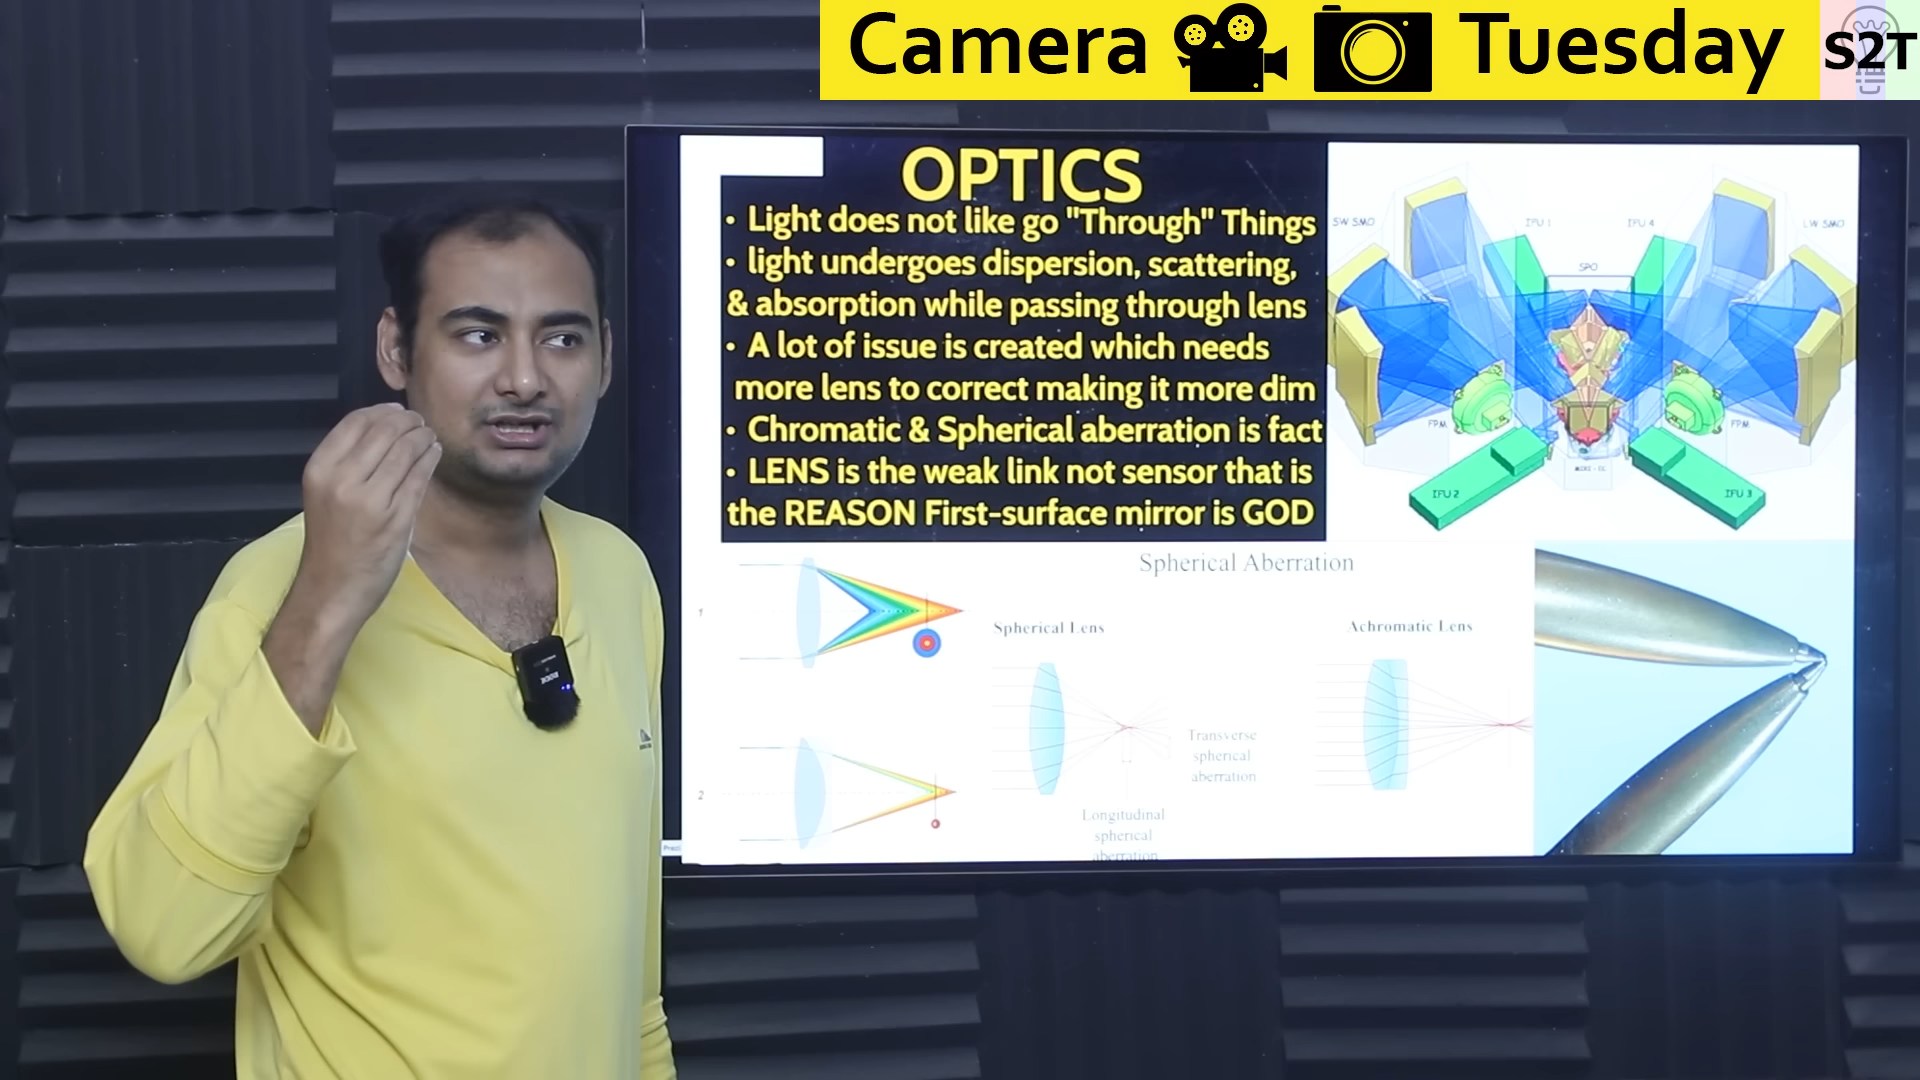 Camera Tuesday S2T
OPTICS
• Light does not like go "Through" Things
• light undergoes dispersion, scattering,
& absorption while passing through lens
• A lot of issue is created which needs
more lens to correct making it more dim
• Chromatic & Spherical aberration is fact
• LENS is the weak link not sensor that is
the REASON First-surface mirror is GOD
SW SMO
IFU 1
IFU 4
LW SMO
SPO
FPM
FPM
IFU 2
IFU 3
Spherical Aberration
1
Spherical Lens
Achromatic Lens
Transverse
spherical
aberration
2
Longitudinal
spherical
aberration